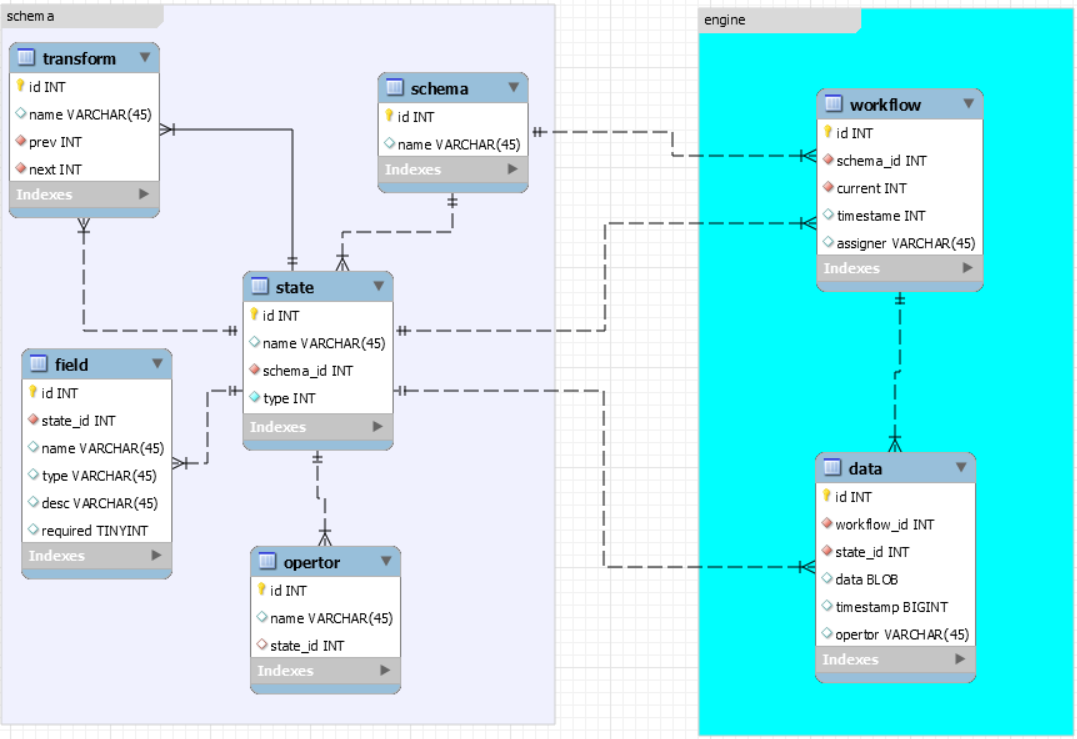 schema
transform
id INT
name VARCHAR(45)
prev INT
next INT
Indexes
schema
id INT
name VARCHAR(45)
Indexes
state
id INT
name VARCHAR(45)
schema_id INT
type INT
Indexes
field
id INT
state_id INT
name VARCHAR(45)
type VARCHAR(45)
desc VARCHAR(45)
required TINYINT
Indexes
opertor
id INT
name VARCHAR(45)
state_id INT
Indexes
engine
workflow
id INT
schema_id INT
current INT
timestame INT
assigner VARCHAR(45)
Indexes
data
id INT
workflow_id INT
state_id INT
data BLOB
timestamp BIGINT
opertor VARCHAR(45)
Indexes